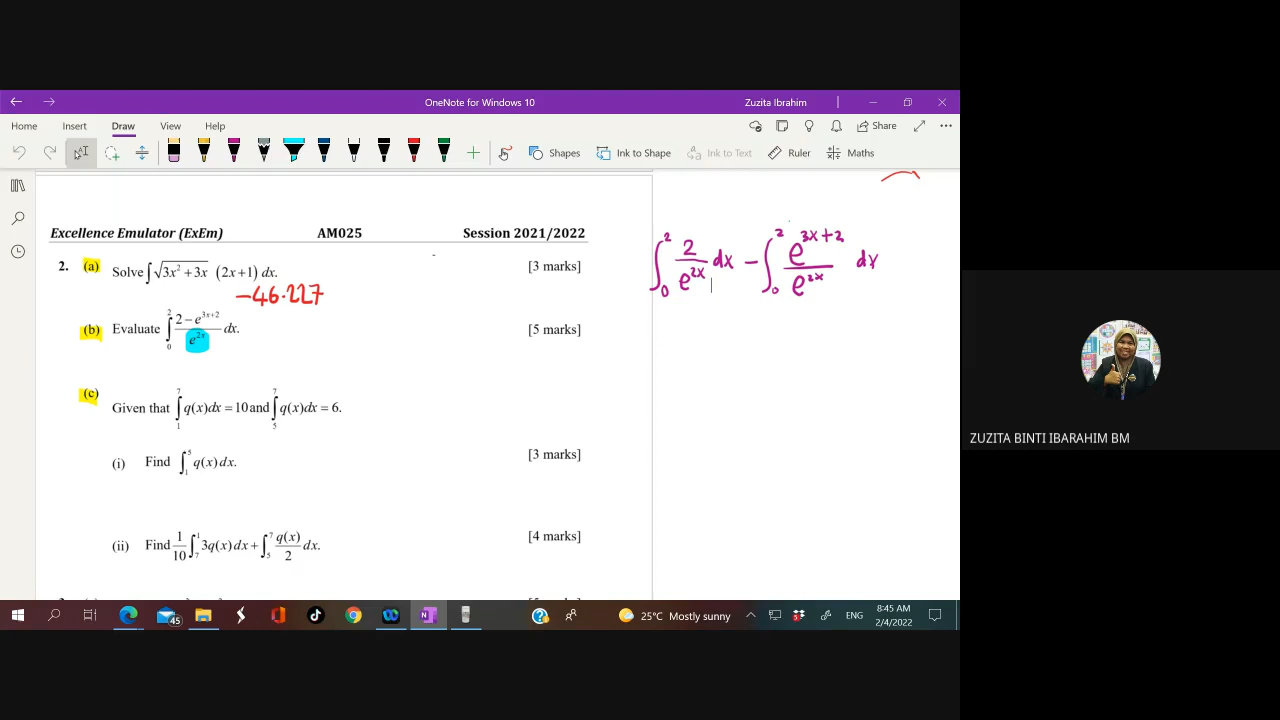 OneNote for Windows 10
Zuzita Ibrahim
Home Insert Draw View Help
Share
Shapes Ink to Shape Ink to Text Ruler Maths
Excellence Emulator (ExEm) AM025 Session 2021/2022
2. (a) Solve ∫√(3x² + 3x) (2x+1) dx. [3 marks]
−46.227
(b) Evaluate ∫₀² (2 − e^(3x+2))/e^(2x) dx. [5 marks]
∫₀² 2/e^(2x) dx − ∫₀² e^(3x+2)/e^(2x) dx
(c)
Given that ∫₁⁷ q(x)dx = 10 and ∫₅⁷ q(x)dx = 6.
(i) Find ∫₁⁵ q(x)dx. [3 marks]
(ii) Find 1/10 ∫₇¹ 3q(x)dx + ∫₅⁷ q(x)/2 dx. [4 marks]
ZUZITA BINTI IBARAHIM BM
45
25°C Mostly sunny
ENG
8:45 AM
2/4/2022